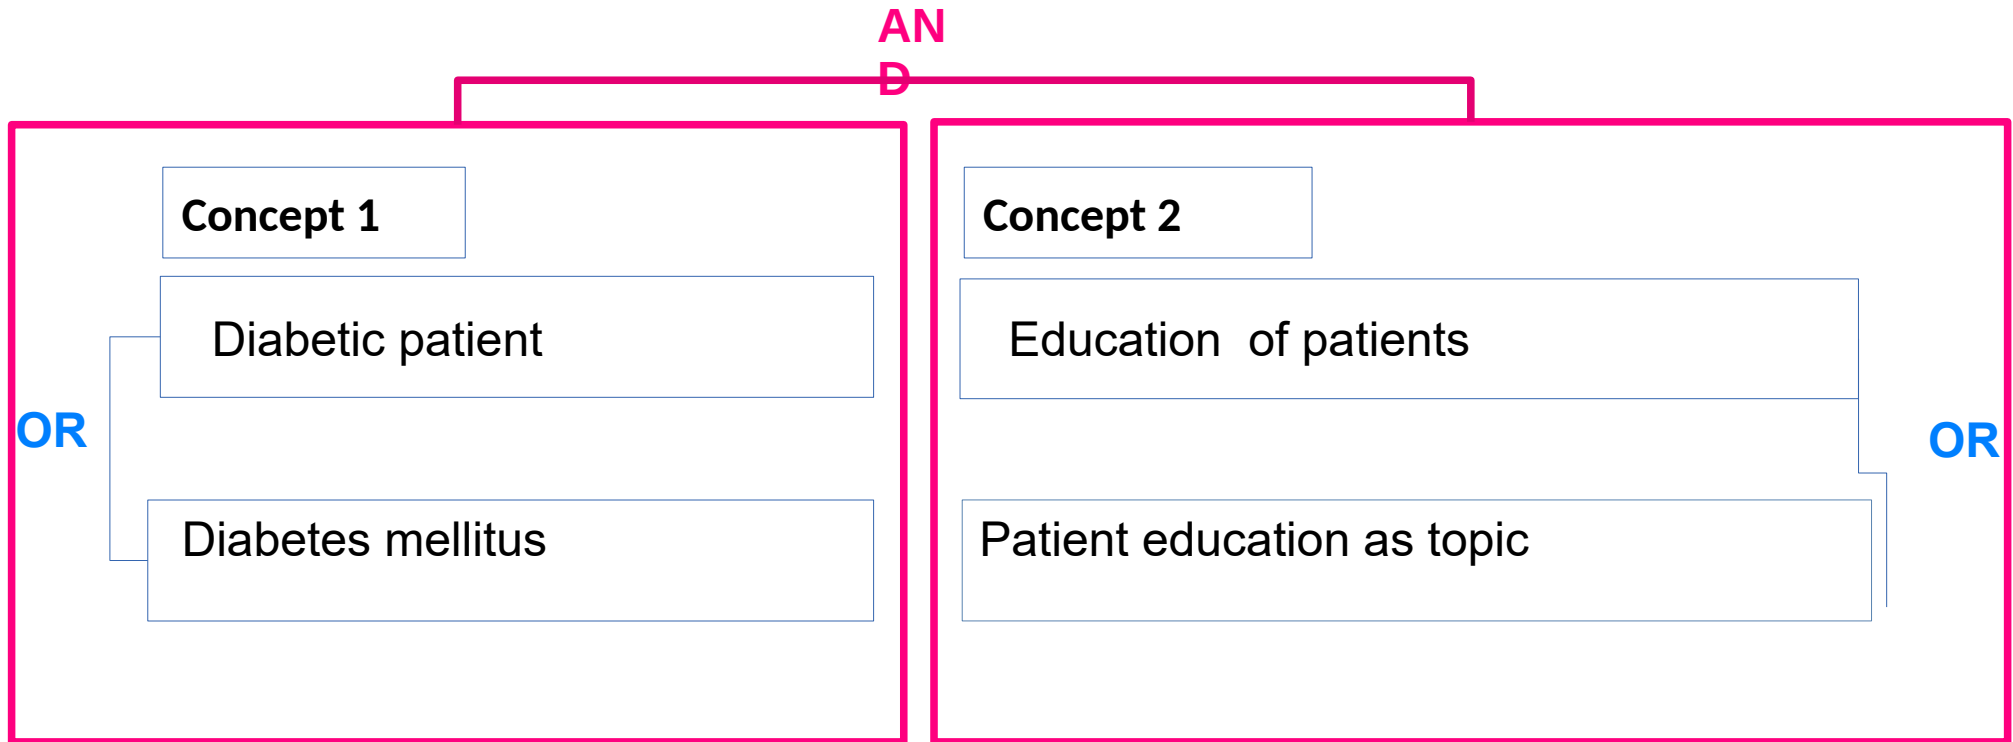 AN
D
Concept 1
Diabetic patient
OR
Diabetes mellitus
Concept 2
Education  of patients
OR
Patient education as topic